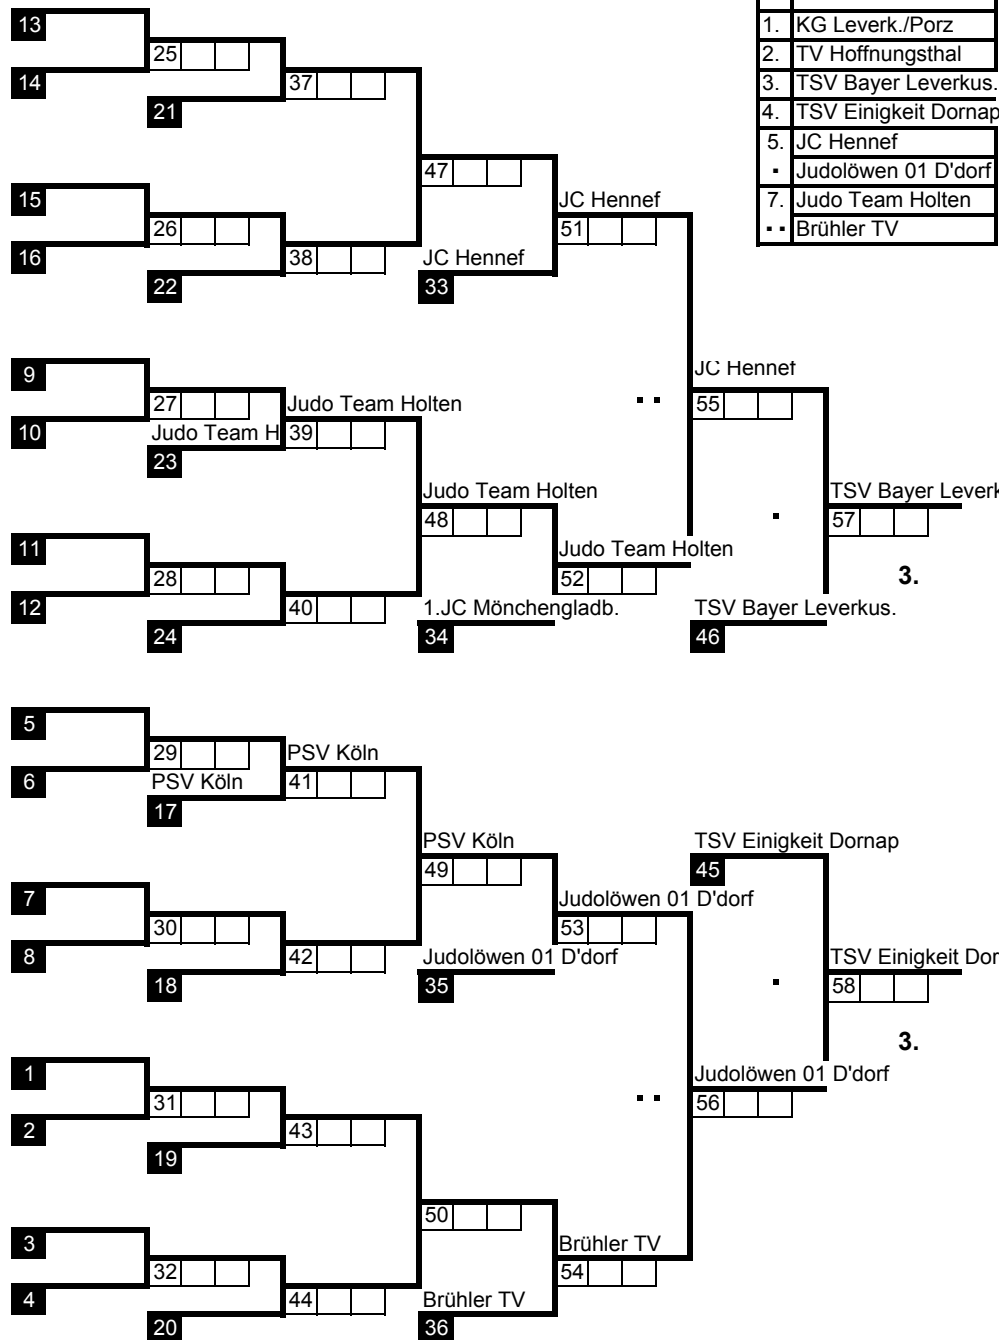 13
25
14
37
21
47
15
JC Hennef
26
51
16
38
JC Hennef
22
33
1. KG Leverk./Porz
2. TV Hoffnungsthal
3. TSV Bayer Leverkus.
4. TSV Einigkeit Dornap
5. JC Hennef
▪ Judolöwen 01 D'dorf
7. Judo Team Holten
▪ ▪ Brühler TV
9
JC Hennef
27
Judo Team Holten
▪ ▪
55
10
Judo Team H
39
23
Judo Team Holten
TSV Bayer Leverk
48
▪
57
11
Judo Team Holten
28
52
3.
12
40
1.JC Mönchengladb.
TSV Bayer Leverkus.
24
34
46
5
29
PSV Köln
6
PSV Köln
41
17
PSV Köln
TSV Einigkeit Dornap
49
45
7
Judolöwen 01 D'dorf
30
53
8
42
Judolöwen 01 D'dorf
TSV Einigkeit Dor
18
35
▪
58
3.
1
Judolöwen 01 D'dorf
31
▪ ▪
56
2
43
19
50
3
Brühler TV
32
54
4
44
Brühler TV
20
36